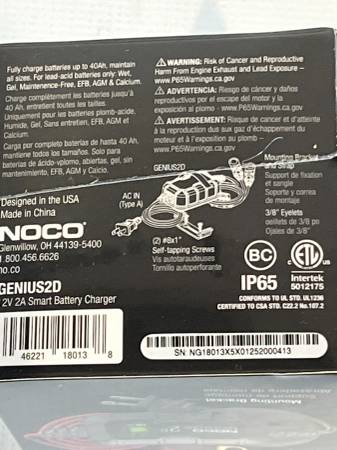 Fully charge batteries up to 40Ah, maintain
all sizes. For lead-acid batteries only: Wet,
Gel, Maintenence-Free, EFB, AGM & Calcium.
Charge complètement les batteries jusqu'à
40 Ah, entretient toutes les tailles.
Uniquement pour les batteries plomb-acide.
Humide, Gel, Sans entretien, EFB, AGM et
Calcium.
Carga por completo baterías de hasta 40 Ah,
mantiene todos los tamaños. Solo para
baterías de ácido-volomo, abiertas, gel, sin
mantenimiento, EFB, AMG y Calcio.
WARNING: Risk of Cancer and Reproductive
Harm From Engine Exhaust and Lead Exposure –
www.P65Warnings.ca.gov
ADVERTENCIA: Riesgo de cáncer y daños
reproductivos por el escape del motor y la
exposición al plomo. www.P65Warnings.ca.gov.
AVERTISSEMENT: Risque de cancer et d'atteinte
à la reproduction dus aux gaz d'échappement du
moteur et à l'exposition au plomb –
www.P65Warnings.ca.gov.
GENIUS2D
AC IN
(Type A)
(2) #8x1"
Self-tapping Screws
Vis autotaraudeuses
Tornillo autoperforante
Mounting Bracket
and
Support de fixation
et sangle
Soporte y correa
de montaje
3/8" Eyelets
oeillets de 3/8 po
Ojales de 3/8"
Designed in the USA
Made in China
NOCO
Glenwillow, OH 44139-5400
1.800.456.6626
no.co
GENIUS2D
12V 2A Smart Battery Charger
46221 18013 8
BC
IP65
ETL
Intertek
5012175
CONFORMS TO UL STD. UL1236
CERTIFIED TO CSA STD. C22.2 No.107.2
SN: NG18013X5X01252000413
Mounting Bracket